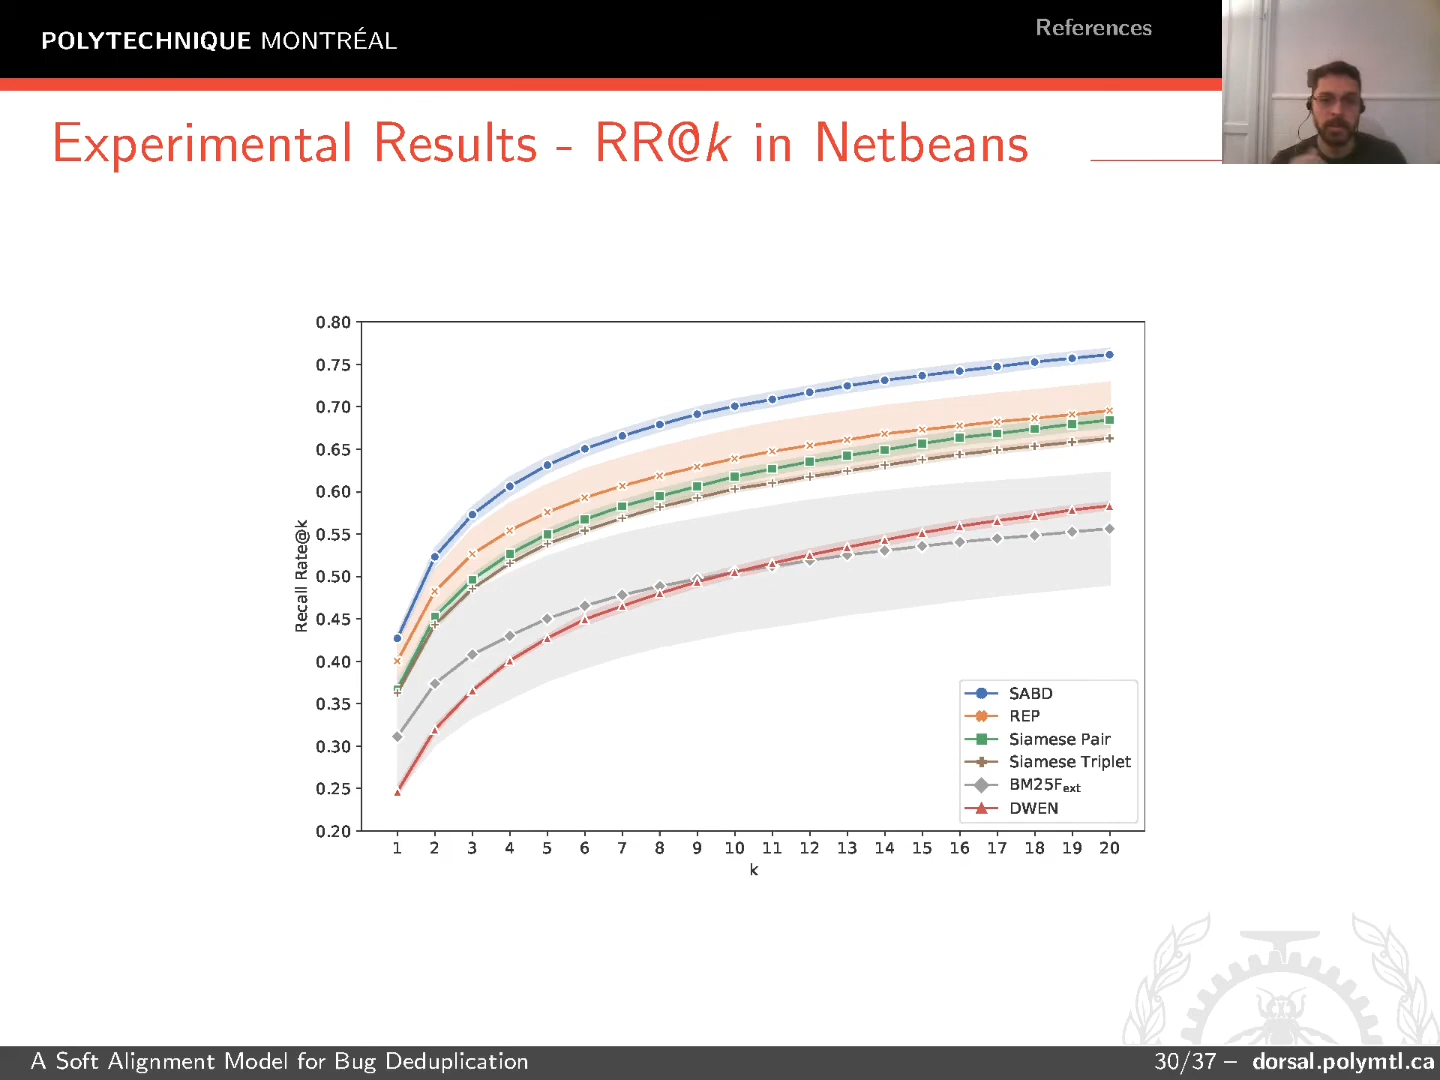 POLYTECHNIQUE MONTRÉAL
References
Experimental Results - RR@k in Netbeans
0.80
0.75
0.70
0.65
0.60
0.55
0.50
0.45
0.40
0.35
0.30
0.25
0.20
Recall Rate@k
SABD
REP
Siamese Pair
Siamese Triplet
BM25Fext
DWEN
1 2 3 4 5 6 7 8 9 10 11 12 13 14 15 16 17 18 19 20
k
A Soft Alignment Model for Bug Deduplication
30/37 – dorsal.polymtl.ca